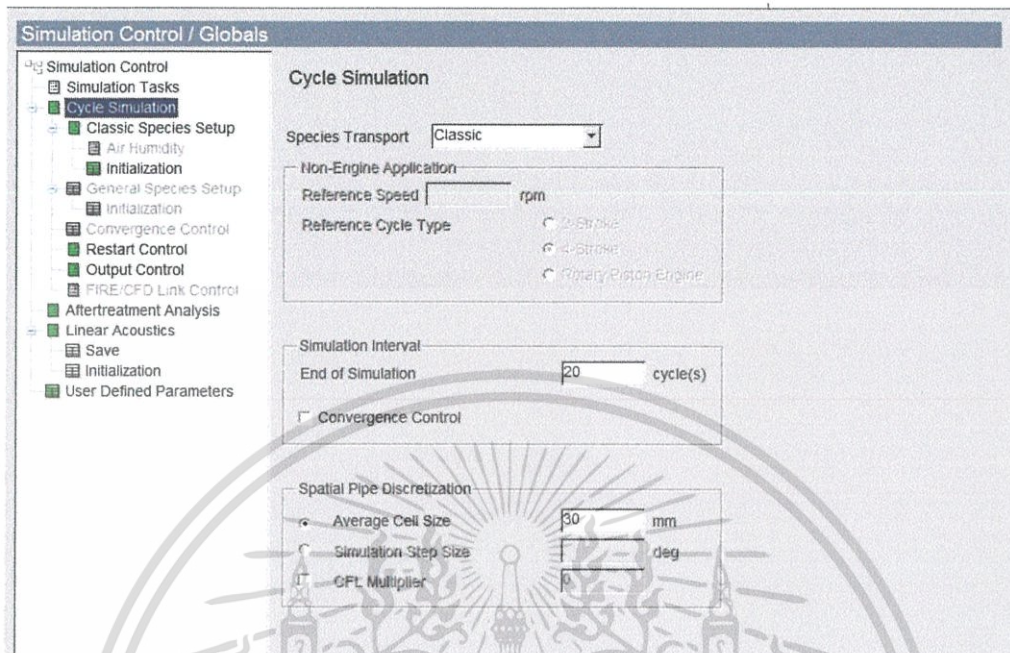 Simulation Control / Globals
Simulation Control
Simulation Tasks
Cycle Simulation
Classic Species Setup
Air Humidity
Initialization
General Species Setup
Initialization
Convergence Control
Restart Control
Output Control
FIRE/CFD Link Control
Aftertreatment Analysis
Linear Acoustics
Save
Initialization
User Defined Parameters
Cycle Simulation
Species Transport Classic
Non-Engine Application
Reference Speed rpm
Reference Cycle Type 2-Stroke
4-Stroke
Rotary Piston Engine
Simulation Interval
End of Simulation 20 cycle(s)
Convergence Control
Spatial Pipe Discretization
Average Cell Size 30 mm
Simulation Step Size deg
CFL Multiplier 0